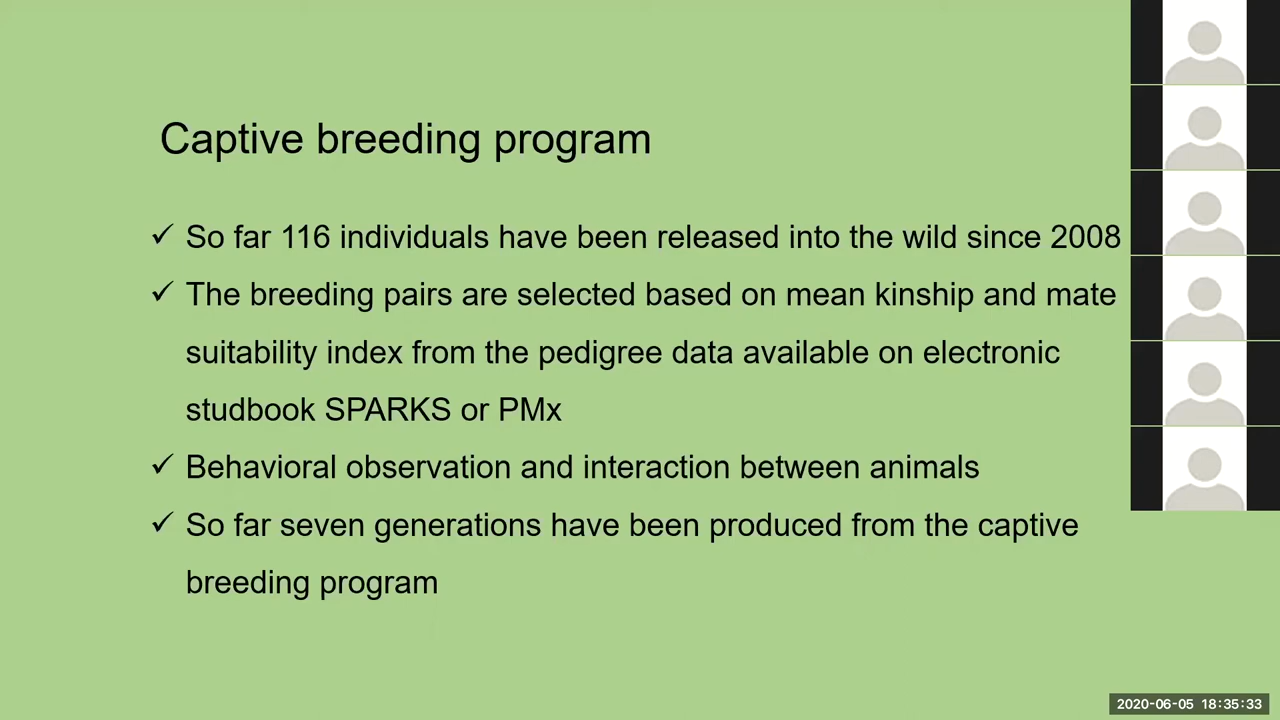 Captive breeding program
✓ So far 116 individuals have been released into the wild since 2008
✓ The breeding pairs are selected based on mean kinship and mate
suitability index from the pedigree data available on electronic
studbook SPARKS or PMx
✓ Behavioral observation and interaction between animals
✓ So far seven generations have been produced from the captive
breeding program
2020-06-05 18:35:33